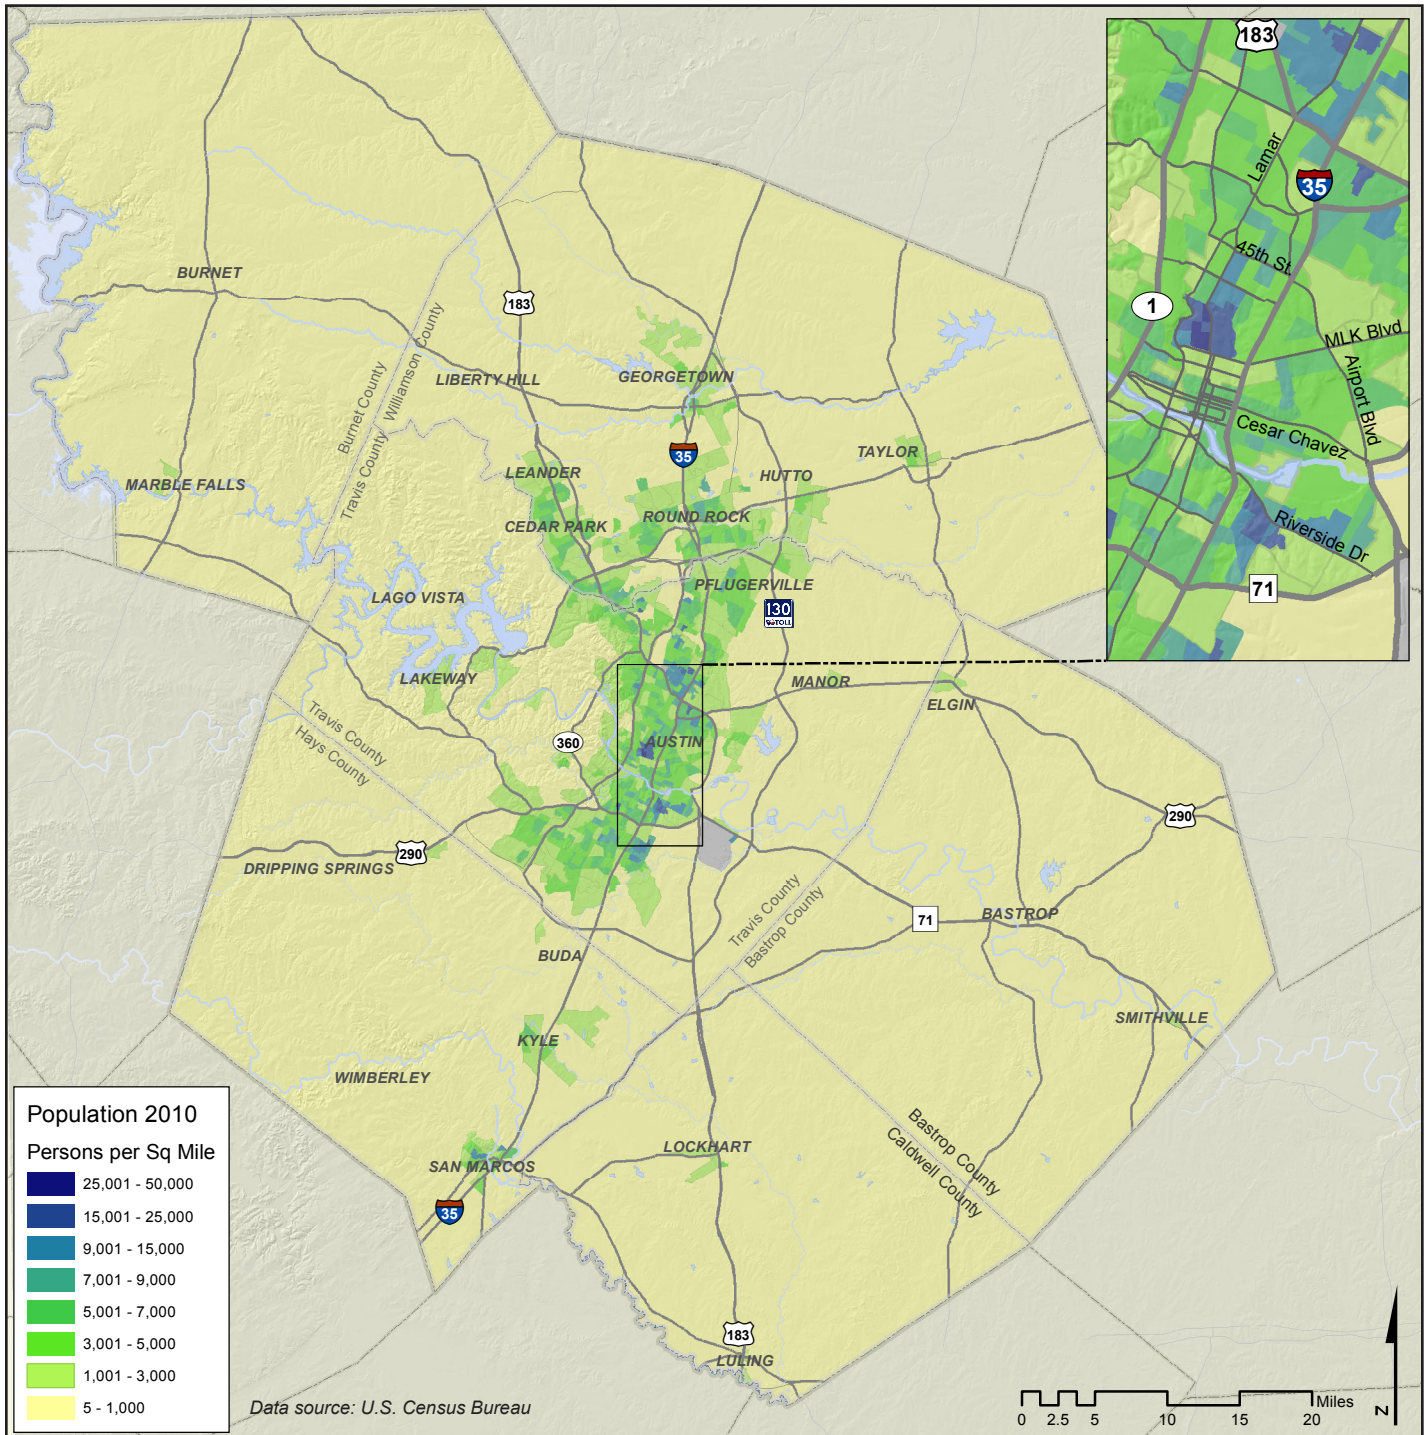 BURNET
183
Burnet County
Williamson County
Travis County
LIBERTY HILL
GEORGETOWN
35
LEANDER
TAYLOR
HUTTO
MARBLE FALLS
CEDAR PARK
ROUND ROCK
PFLUGERVILLE
LAGO VISTA
130
TOLL
LAKEWAY
MANOR
ELGIN
Travis County
Hays County
360
AUSTIN
290
290
DRIPPING SPRINGS
Travis County
Bastrop County
71
BASTROP
BUDA
SMITHVILLE
KYLE
WIMBERLEY
Bastrop County
Caldwell County
LOCKHART
SAN MARCOS
35
183
LULING
183
Lamar
35
45th St.
1
MLK Blvd
Airport Blvd
Cesar Chavez
Riverside Dr
71
Population 2010
Persons per Sq Mile
25,001 - 50,000
15,001 - 25,000
9,001 - 15,000
7,001 - 9,000
5,001 - 7,000
3,001 - 5,000
1,001 - 3,000
5 - 1,000
Data source: U.S. Census Bureau
Miles
0 2.5 5 10 15 20
N